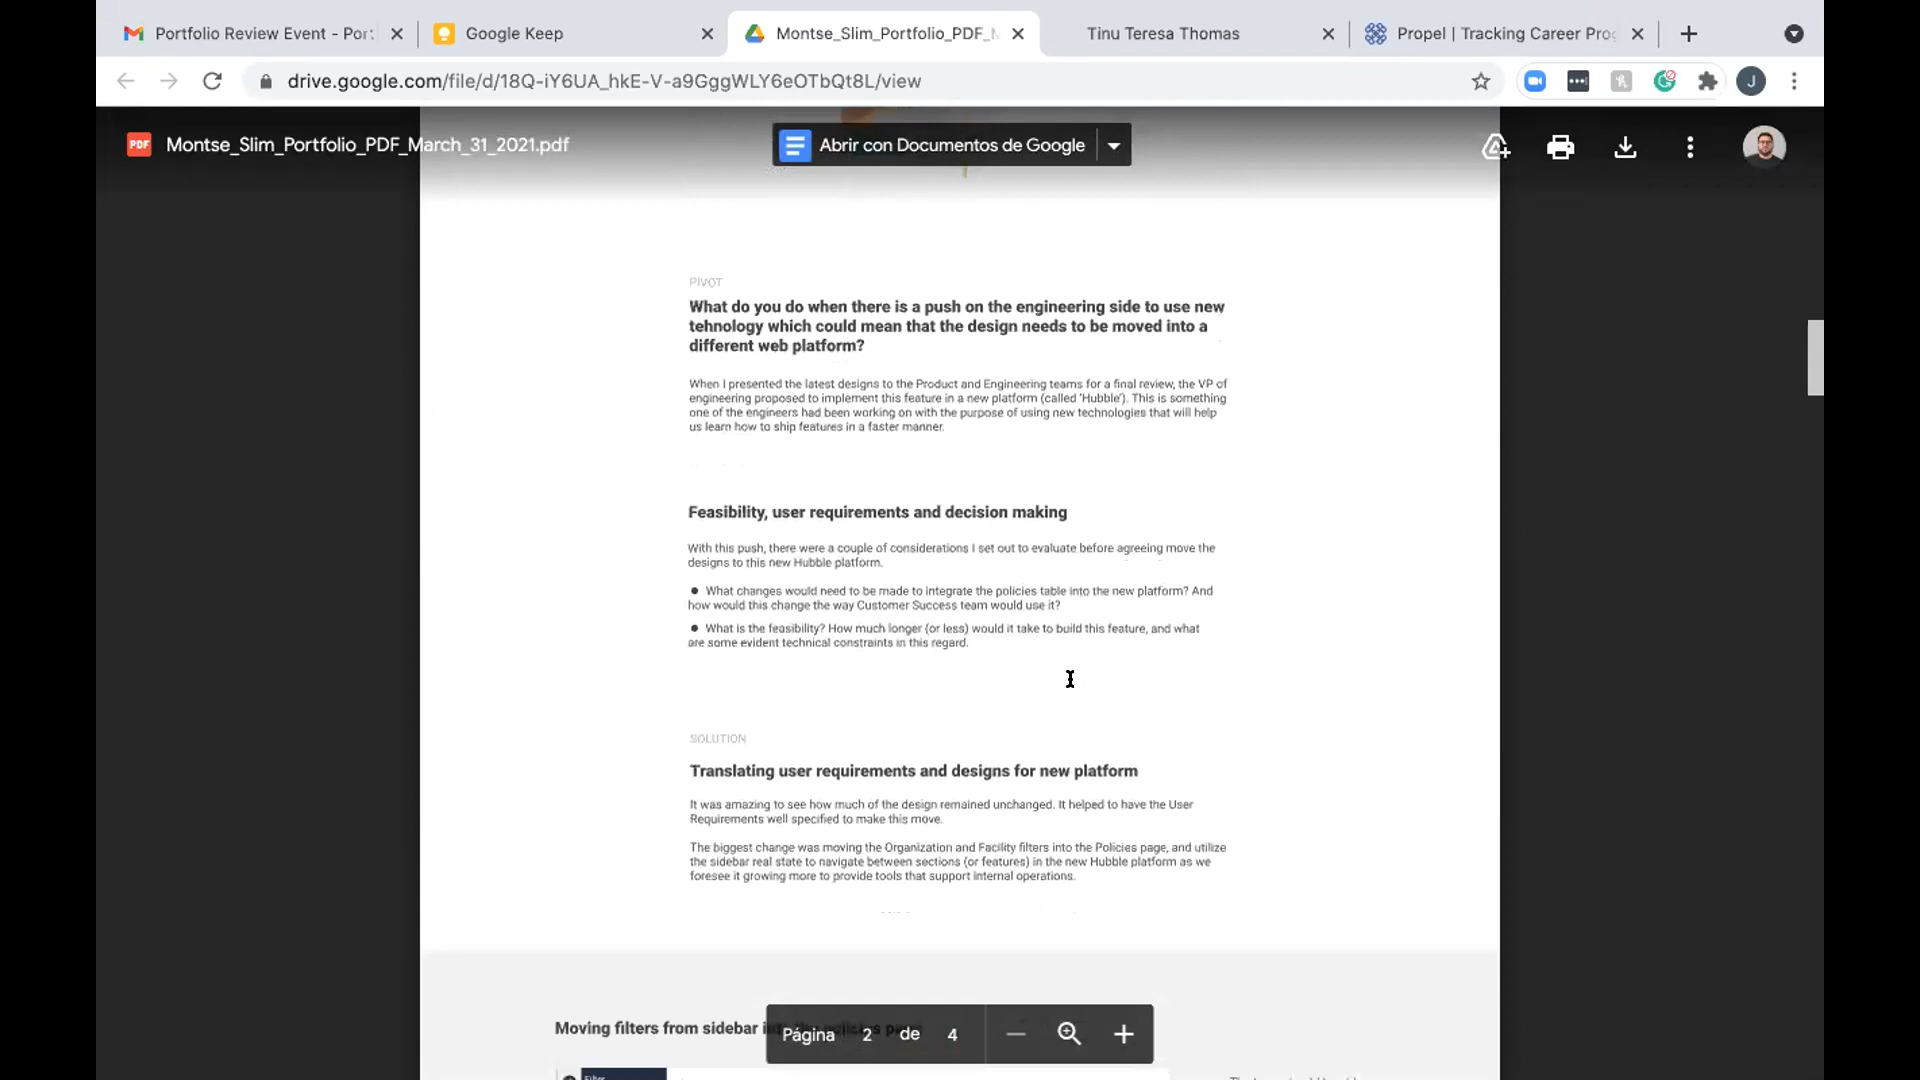 Portfolio Review Event - Por
Google Keep
Montse_Slim_Portfolio_PDF_
Tinu Teresa Thomas
Propel | Tracking Career Pro
drive.google.com/file/d/18Q-iY6UA_hkE-V-a9GggWLY6eOTbQt8L/view
J
PDF
Montse_Slim_Portfolio_PDF_March_31_2021.pdf
Abrir con Documentos de Google
PIVOT
What do you do when there is a push on the engineering side to use new
tehnology which could mean that the design needs to be moved into a
different web platform?
When I presented the latest designs to the Product and Engineering teams for a final review, the VP of
engineering proposed to implement this feature in a new platform (called 'Hubble'). This is something
one of the engineers had been working on with the purpose of using new technologies that will help
us learn how to ship features in a faster manner.
Feasibility, user requirements and decision making
With this push, there were a couple of considerations I set out to evaluate before agreeing move the
designs to this new Hubble platform.
● What changes would need to be made to integrate the policies table into the new platform? And
how would this change the way Customer Success team would use it?
● What is the feasibility? How much longer (or less) would it take to build this feature, and what
are some evident technical constraints in this regard.
SOLUTION
Translating user requirements and designs for new platform
It was amazing to see how much of the design remained unchanged. It helped to have the User
Requirements well specified to make this move.
The biggest change was moving the Organization and Facility filters into the Policies page, and utilize
the sidebar real state to navigate between sections (or features) in the new Hubble platform as we
foresee it growing more to provide tools that support internal operations.
Moving filters from sidebar
Página 2 de 4
Filter